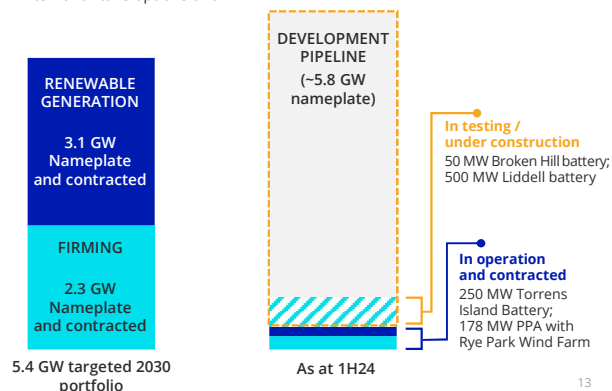 RENEWABLE
GENERATION
3.1 GW
Nameplate
and contracted
FIRMING
2.3 GW
Nameplate
and contracted
5.4 GW targeted 2030
portfolio
DEVELOPMENT
PIPELINE
(~5.8 GW
nameplate)
As at 1H24
In testing /
under construction
50 MW Broken Hill battery;
500 MW Liddell battery
In operation
and contracted
250 MW Torrens
Island Battery;
178 MW PPA with
Rye Park Wind Farm
13